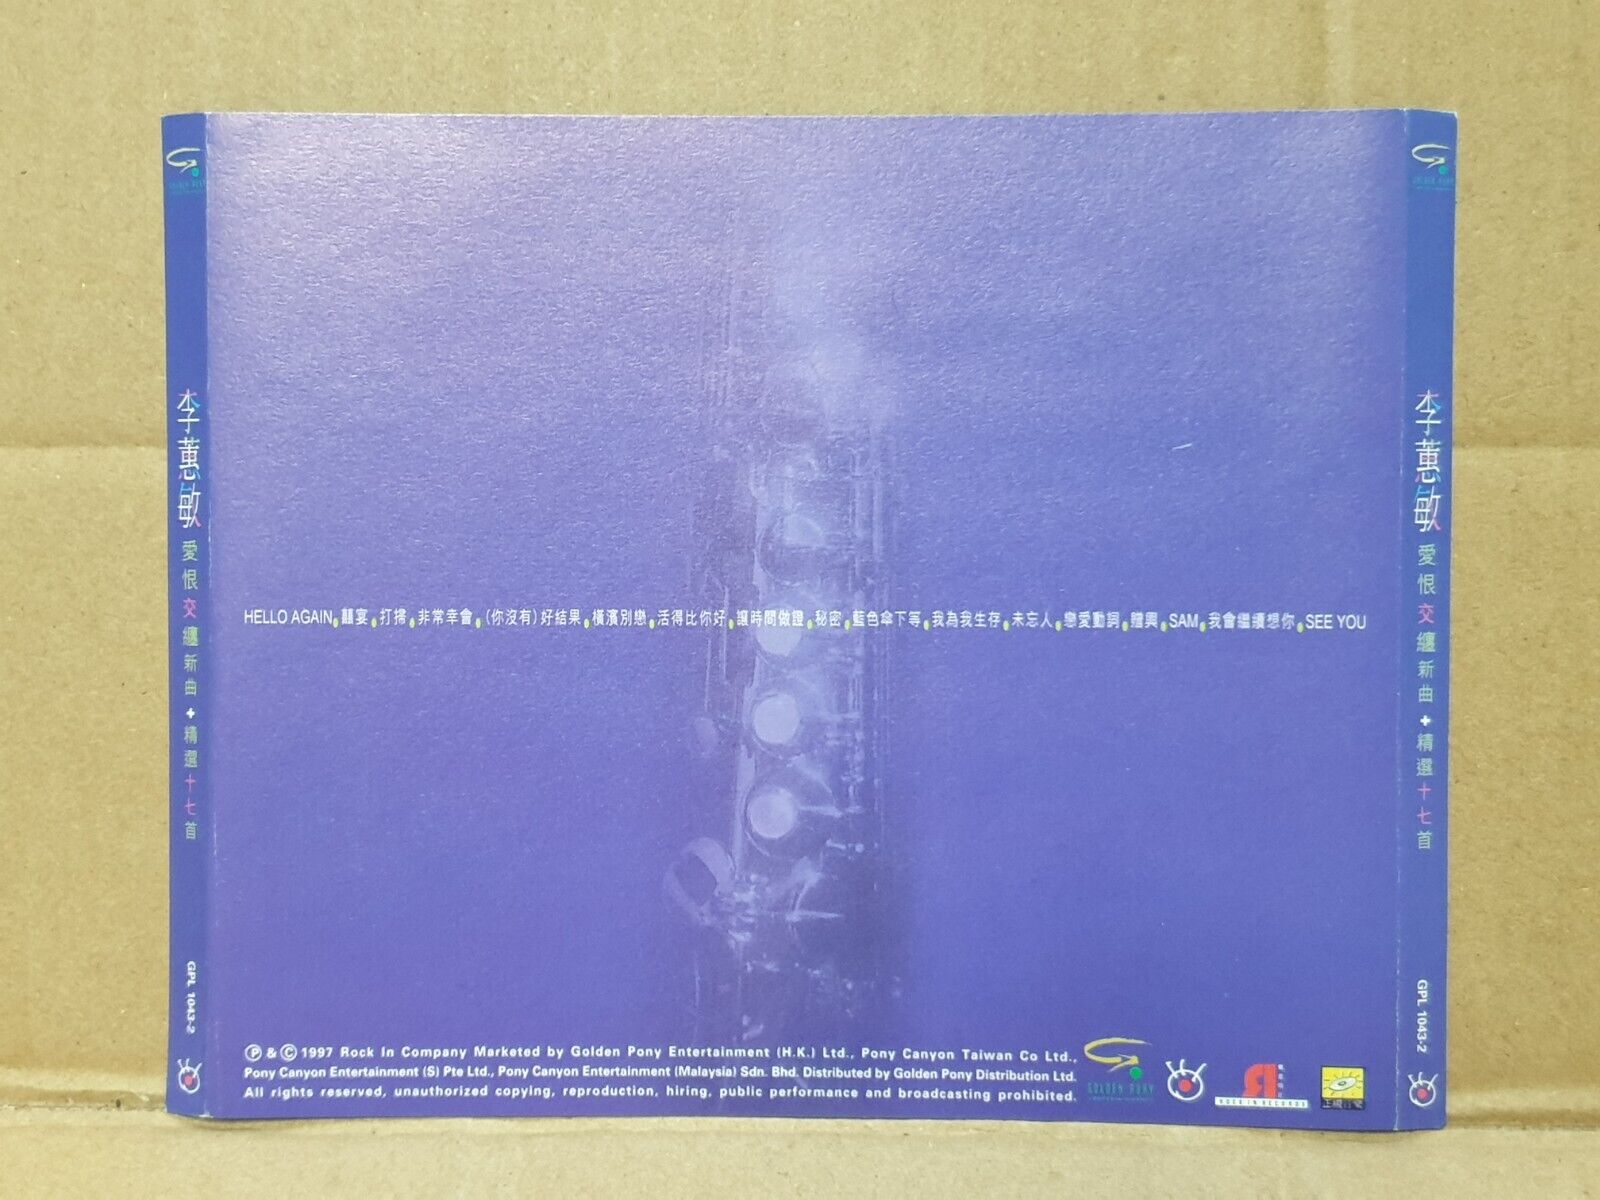 GOLDEN PONY
李蕙敏 愛恨交纏新曲+精選十七首
GPL 1043-2
HELLO AGAIN, 囍宴, 打掃, 非常幸會, (你沒有)好結果, 橫濱別戀, 活得比你好, 讓時間做證, 秘密, 藍色傘下等, 我為我生存, 未忘人, 戀愛動詞, 體興, SAM, 我會繼續想你, SEE YOU
Ⓟ & Ⓒ 1997 Rock In Company Marketed by Golden Pony Entertainment (H.K.) Ltd., Pony Canyon Taiwan Co Ltd.,
Pony Canyon Entertainment (S) Pte Ltd., Pony Canyon Entertainment (Malaysia) Sdn. Bhd. Distributed by Golden Pony Distribution Ltd.
All rights reserved, unauthorized copying, reproduction, hiring, public performance and broadcasting prohibited.
GOLDEN PONY
ROCK IN RECORDS
GOLDEN PONY
李蕙敏 愛恨交纏新曲+精選十七首
GPL 1043-2